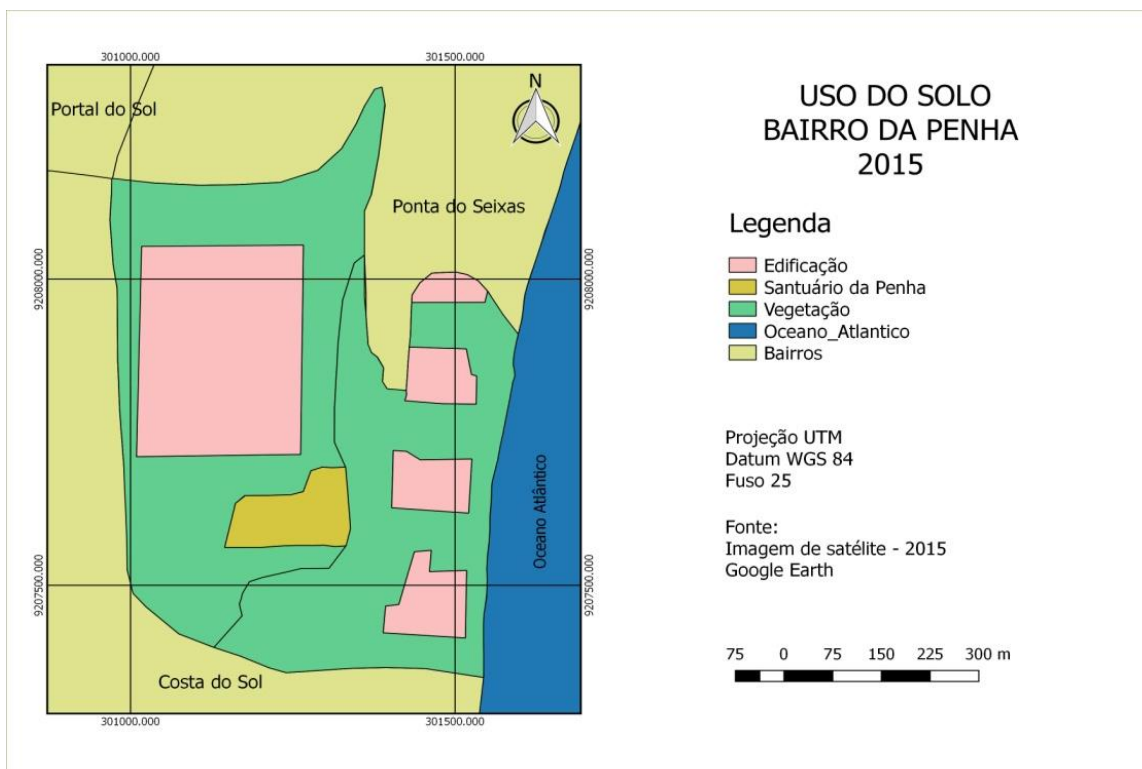 301000.000
301500.000
Portal do Sol
N
Ponta do Seixas
9208000.000
9208000.000
9207500.000
9207500.000
Oceano Atlântico
Costa do Sol
301000.000
301500.000
USO DO SOLO
BAIRRO DA PENHA
2015
Legenda
Edificação
Santuário da Penha
Vegetação
Oceano_Atlantico
Bairros
Projeção UTM
Datum WGS 84
Fuso 25
Fonte:
Imagem de satélite - 2015
Google Earth
75 0 75 150 225 300 m